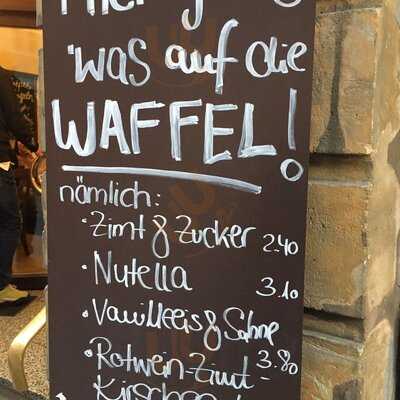 was auf die
WAFFEL!
nämlich:
· Zimt & Zucker 2.40
· Nutella 3.10
· Vanilleeis & Sahne 3.80
· Rotwein-Zimt-